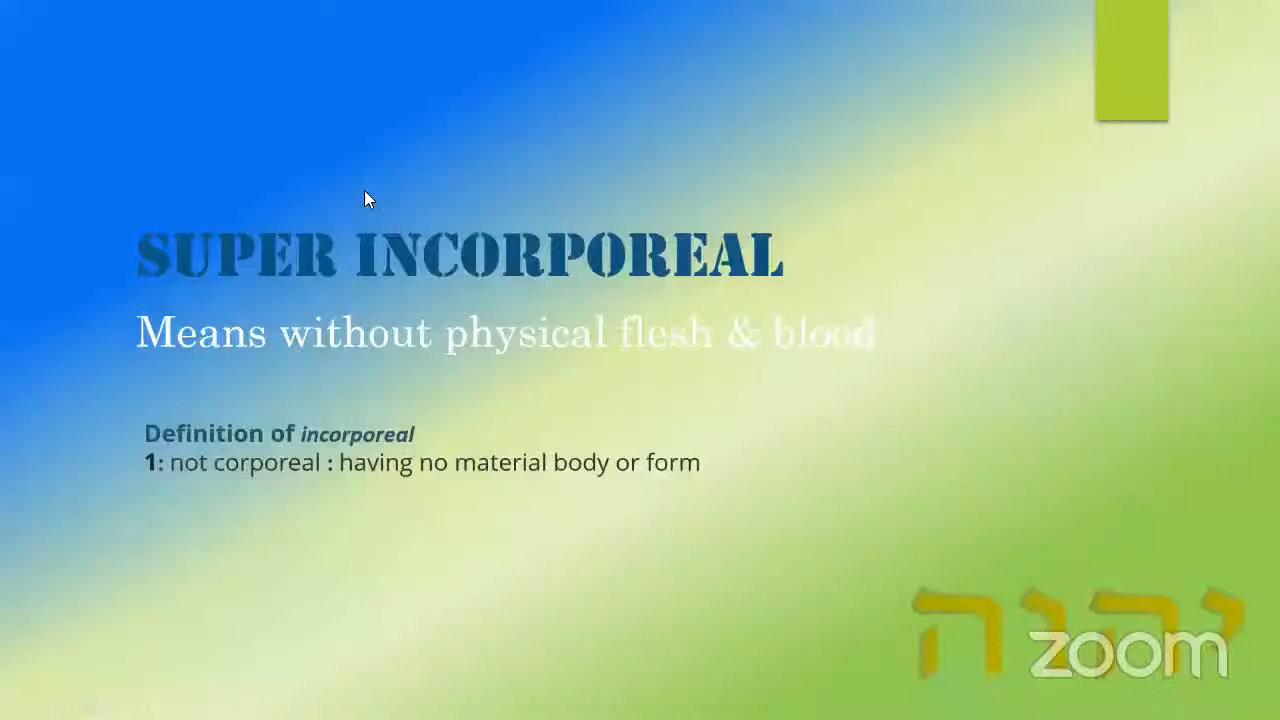 SUPER INCORPOREAL
Means without physical flesh & blood
Definition of incorporeal
1: not corporeal : having no material body or form
יהוה
zoom